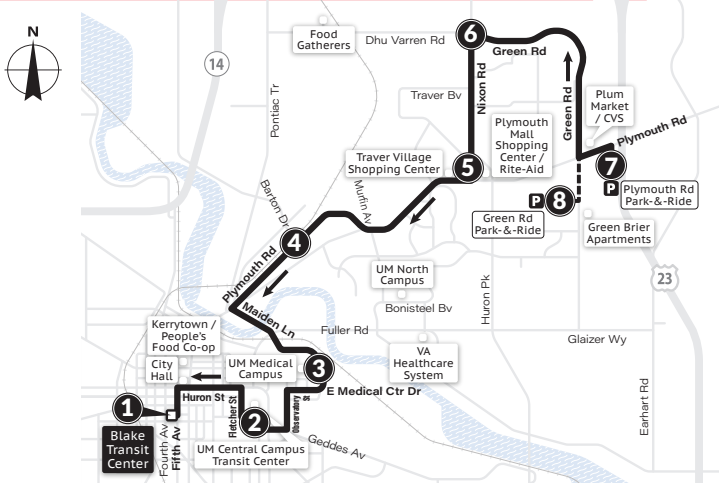 N
14
Food
Gatherers
Dhu Varren Rd
6
Green Rd
Nixon Rd
Green Rd
Traver Bv
Pontiac Tr
Plum
Market
/ CVS
Plymouth Rd
Plymouth
Mall
Shopping
Center /
Rite-Aid
Traver Village
Shopping Center
5
7
P
Plymouth Rd
Park-&-Ride
P
8
Green Rd
Park-&-Ride
Green Brier
Apartments
Barton Dr
Murfin Av
4
Plymouth Rd
UM North
Campus
Huron Pk
23
Bonisteel Bv
Maiden Ln
Fuller Rd
Glaizer Wy
Kerrytown /
People's
Food Co-op
City
Hall
UM Medical
Campus
VA
Healthcare
System
3
E Medical Ctr Dr
Earhart Rd
Huron St
Fletcher St
Observatory
St
1
2
Blake
Transit
Center
Fourth Av
Fifth Av
UM Central Campus
Transit Center
Geddes Av